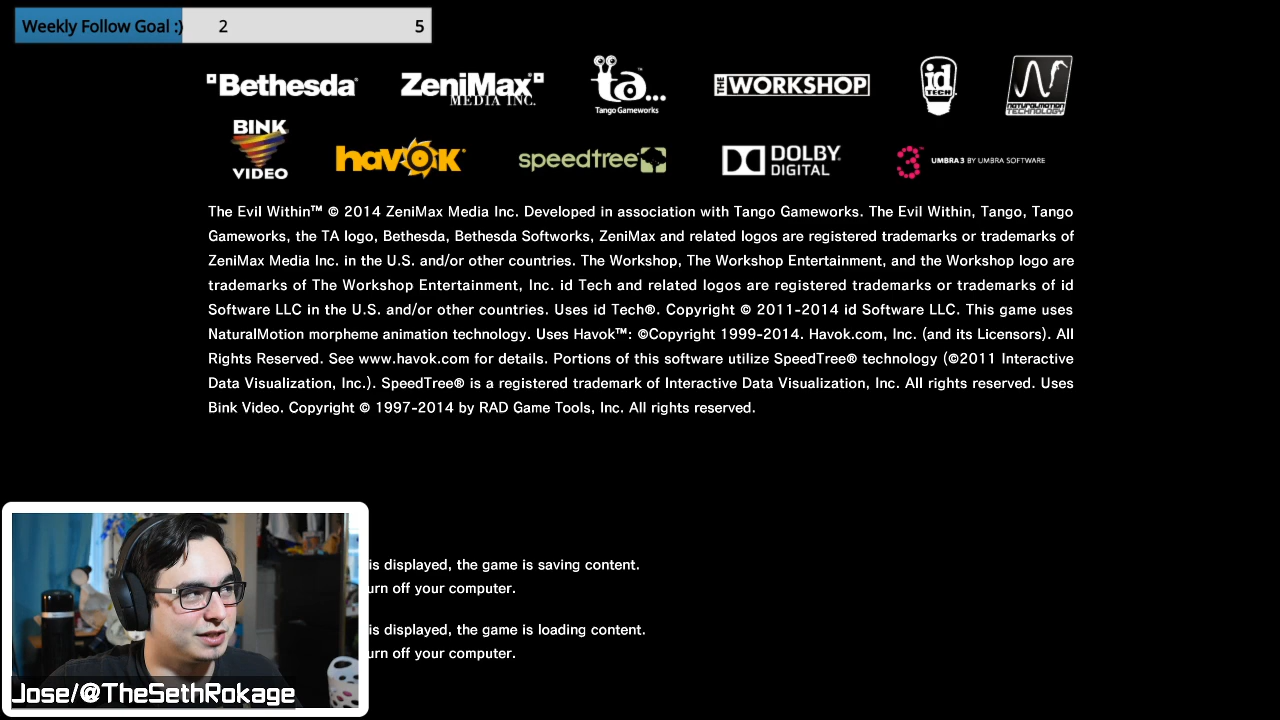 Weekly Follow Goal :) 2 5
Bethesda ZeniMax MEDIA INC. ta... Tango Gameworks THE WORKSHOP id TECH NATURALMOTION TECHNOLOGY
BINK VIDEO havok speedtree DOLBY DIGITAL UMBRA 3 BY UMBRA SOFTWARE
The Evil Within™ © 2014 ZeniMax Media Inc. Developed in association with Tango Gameworks. The Evil Within, Tango, Tango
Gameworks, the TA logo, Bethesda, Bethesda Softworks, ZeniMax and related logos are registered trademarks or trademarks of
ZeniMax Media Inc. in the U.S. and/or other countries. The Workshop, The Workshop Entertainment, and the Workshop logo are
trademarks of The Workshop Entertainment, Inc. id Tech and related logos are registered trademarks or trademarks of id
Software LLC in the U.S. and/or other countries. Uses id Tech®. Copyright © 2011-2014 id Software LLC. This game uses
NaturalMotion morpheme animation technology. Uses Havok™: ©Copyright 1999-2014. Havok.com, Inc. (and its Licensors). All
Rights Reserved. See www.havok.com for details. Portions of this software utilize SpeedTree® technology (©2011 Interactive
Data Visualization, Inc.). SpeedTree® is a registered trademark of Interactive Data Visualization, Inc. All rights reserved. Uses
Bink Video. Copyright © 1997-2014 by RAD Game Tools, Inc. All rights reserved.
is displayed, the game is saving content.
urn off your computer.
is displayed, the game is loading content.
urn off your computer.
Jose/@TheSethRokage